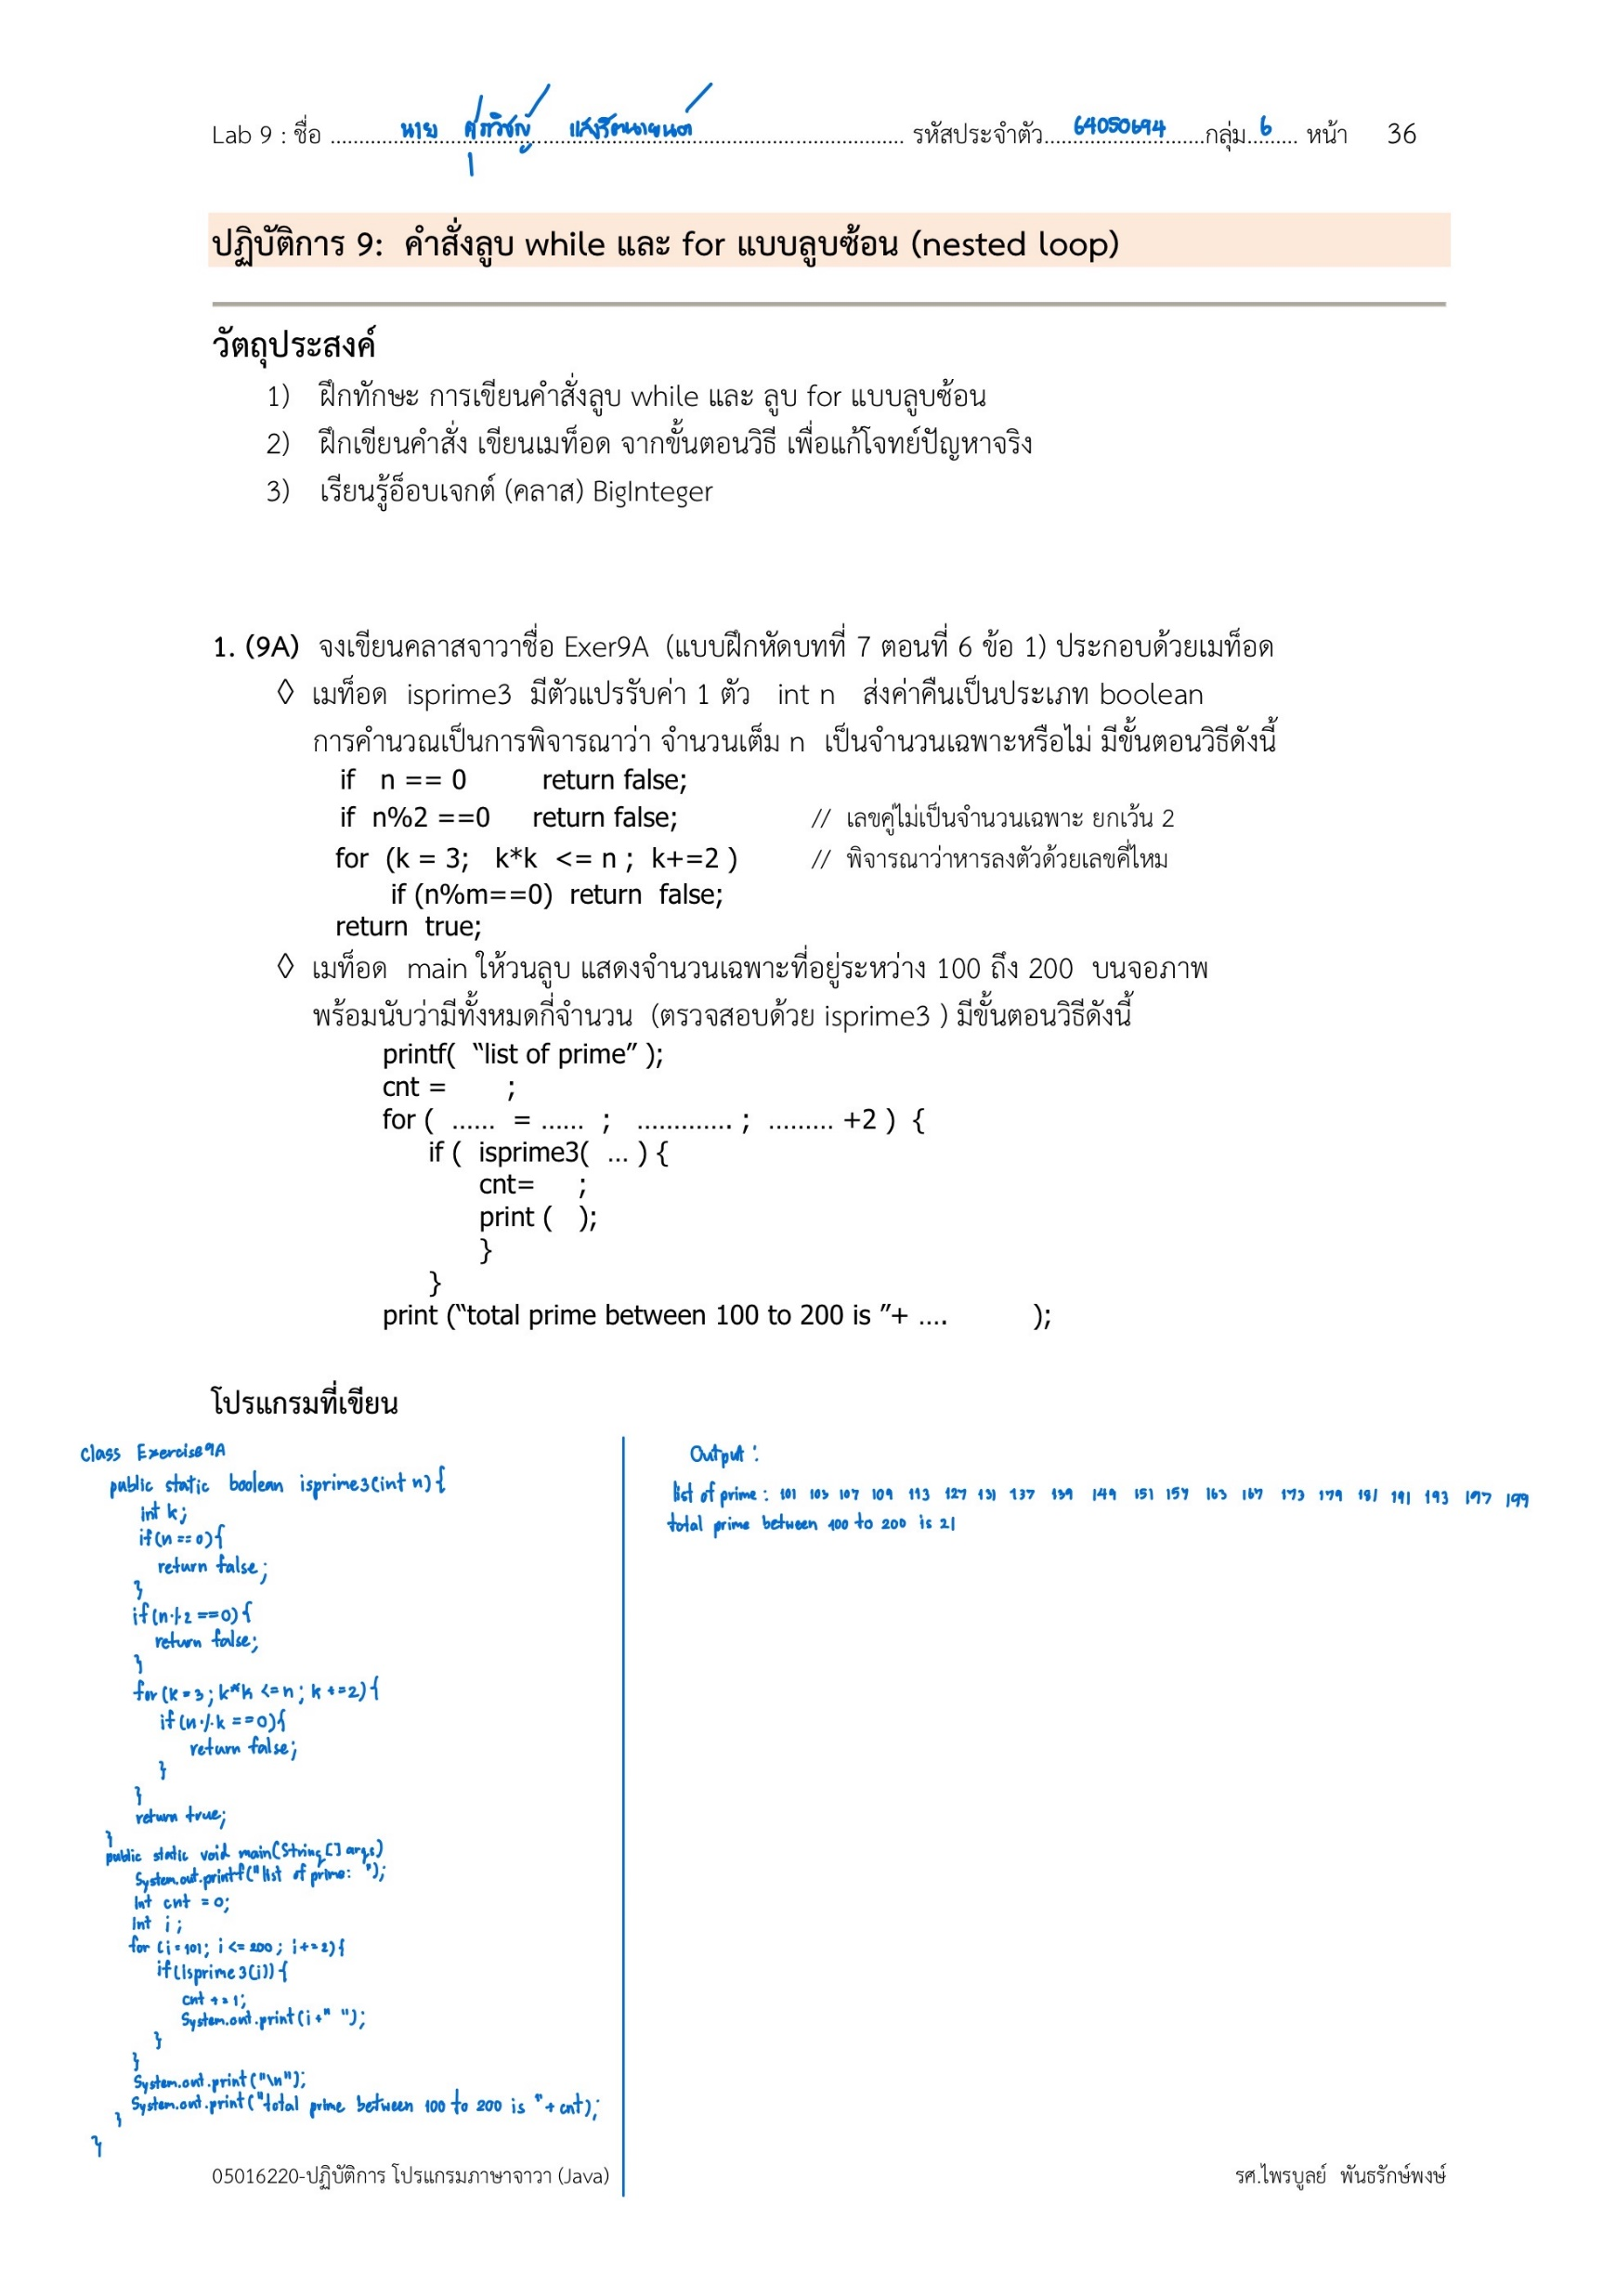 Lab 9 : ชื่อ ........ นาย ศุภวิชญ์ แสงรัตนายนต์ ........ รหัสประจำตัว........ 64050694 ........กลุ่ม.. 6 ....... หน้า 36
ปฏิบัติการ 9: คำสั่งลูบ while และ for แบบลูบซ้อน (nested loop)
วัตถุประสงค์
1) ฝึกทักษะ การเขียนคำสั่งลูบ while และ ลูบ for แบบลูบซ้อน
2) ฝึกเขียนคำสั่ง เขียนเมท็อด จากขั้นตอนวิธี เพื่อแก้โจทย์ปัญหาจริง
3) เรียนรู้อ็อบเจกต์ (คลาส) BigInteger
1. (9A) จงเขียนคลาสจาวาชื่อ Exer9A (แบบฝึกหัดบทที่ 7 ตอนที่ 6 ข้อ 1) ประกอบด้วยเมท็อด
◊ เมท็อด isprime3 มีตัวแปรรับค่า 1 ตัว int n ส่งค่าคืนเป็นประเภท boolean
การคำนวณเป็นการพิจารณาว่า จำนวนเต็ม n เป็นจำนวนเฉพาะหรือไม่ มีขั้นตอนวิธีดังนี้
if n == 0 return false;
if n%2 ==0 return false; // เลขคู่ไม่เป็นจำนวนเฉพาะ ยกเว้น 2
for (k = 3; k*k <= n ; k+=2 ) // พิจารณาว่าหารลงตัวด้วยเลขคี่ไหม
if (n%m==0) return false;
return true;
◊ เมท็อด main ให้วนลูบ แสดงจำนวนเฉพาะที่อยู่ระหว่าง 100 ถึง 200 บนจอภาพ
พร้อมนับว่ามีทั้งหมดกี่จำนวน (ตรวจสอบด้วย isprime3 ) มีขั้นตอนวิธีดังนี้
printf( “list of prime” );
cnt = ;
for ( ...... = ...... ; ............. ; ......... +2 ) {
if ( isprime3( ... ) {
cnt= ;
print ( );
}
}
print (“total prime between 100 to 200 is ”+ .... );
โปรแกรมที่เขียน
class Exercise9A
public static boolean isprime3(int n){
int k;
if(n == 0){
return false;
}
if(n%2 ==0){
return false;
}
for(k=3; k*k <=n; k +=2){
if(n%k ==0){
return false;
}
}
return true;
}
public static void main(String[] args)
System.out.printf("list of prime: ");
int cnt = 0;
int i ;
for (i=101; i <= 200; i+=2){
if(isprime3(i)){
cnt += 1;
System.out.print(i+" ");
}
}
System.out.print("\n");
System.out.print("total prime between 100 to 200 is "+cnt);
}
}
Output :
list of prime : 101 103 107 109 113 127 131 137 139 149 151 157 163 167 173 179 181 191 193 197 199
total prime between 100 to 200 is 21
05016220-ปฏิบัติการ โปรแกรมภาษาจาวา (Java) รศ.ไพรบูลย์ พันธรักษ์พงษ์